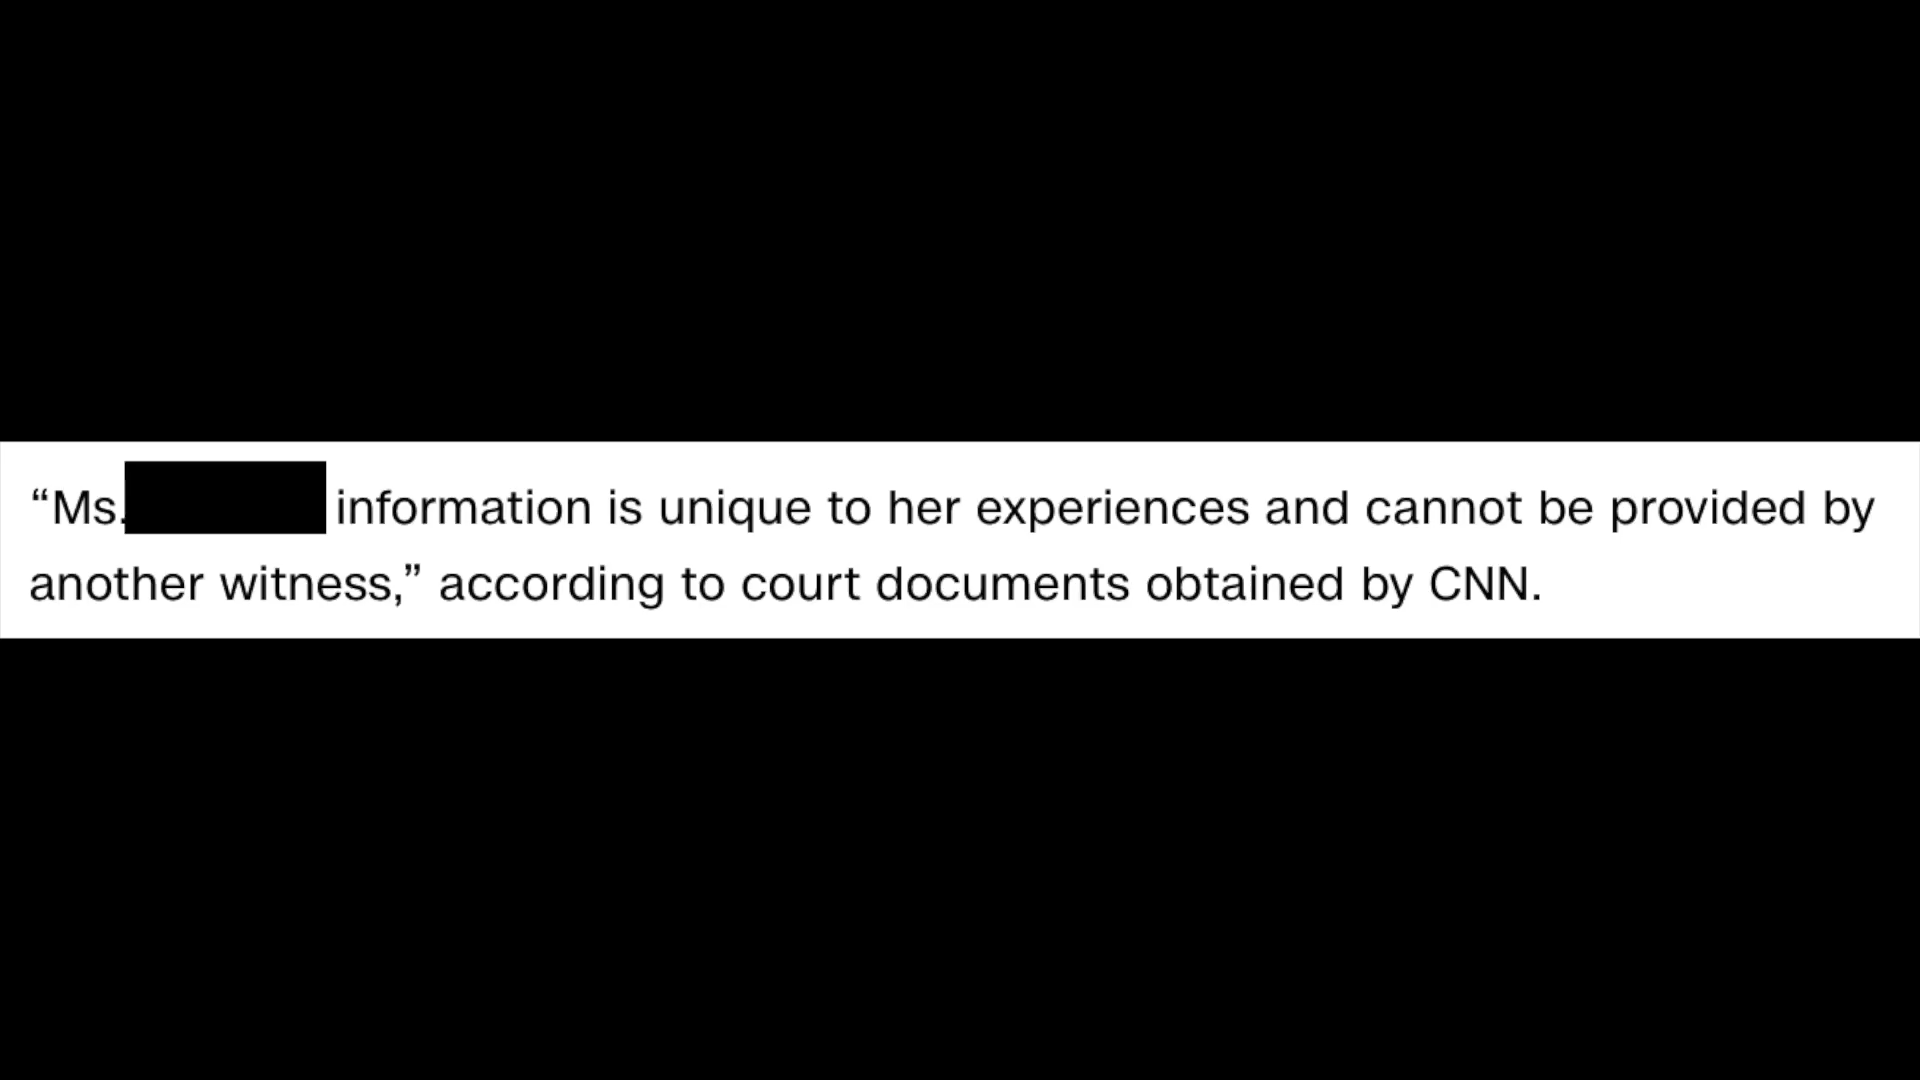 “Ms. information is unique to her experiences and cannot be provided by
another witness,” according to court documents obtained by CNN.